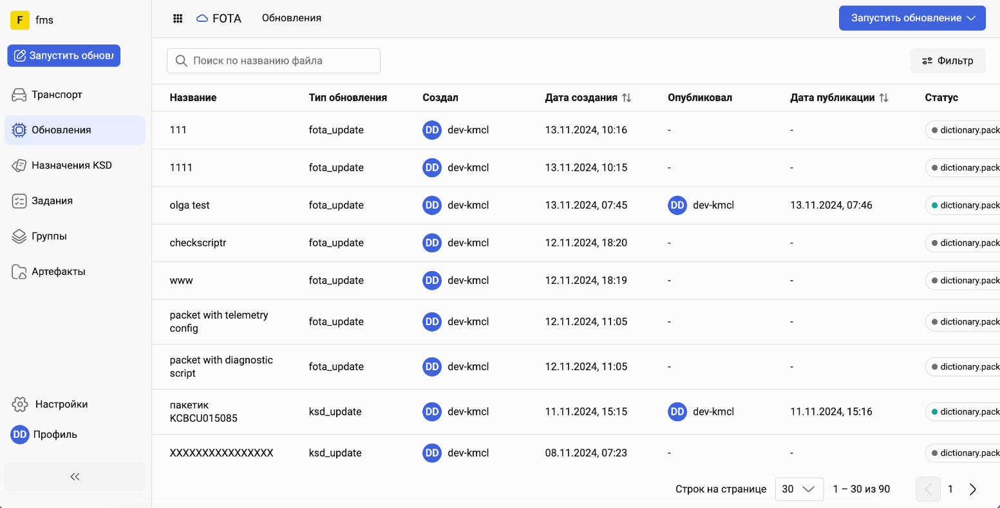 F fms
FOTA Обновления Запустить обновление
Запустить обнов
Поиск по названию файла Фильтр
Транспорт
Обновления
Назначения KSD
Задания
Группы
Артефакты
Настройки
DD Профиль
Название Тип обновления Создал Дата создания Опубликовал Дата публикации Статус
111 fota_update DD dev-kmcl 13.11.2024, 10:16 - - dictionary.pack
1111 fota_update DD dev-kmcl 13.11.2024, 10:15 - - dictionary.pack
olga test fota_update DD dev-kmcl 13.11.2024, 07:45 DD dev-kmcl 13.11.2024, 07:46 dictionary.pack
checkscriptr fota_update DD dev-kmcl 12.11.2024, 18:20 - - dictionary.pack
www fota_update DD dev-kmcl 12.11.2024, 18:19 - - dictionary.pack
packet with telemetry
config fota_update DD dev-kmcl 12.11.2024, 11:05 - - dictionary.pack
packet with diagnostic
script fota_update DD dev-kmcl 12.11.2024, 11:05 - - dictionary.pack
пакетик
KCBCU015085 ksd_update DD dev-kmcl 11.11.2024, 15:15 DD dev-kmcl 11.11.2024, 15:16 dictionary.pack
XXXXXXXXXXXXXXXX ksd_update DD dev-kmcl 08.11.2024, 07:23 - - dictionary.pack
Строк на странице 30 1 – 30 из 90 1